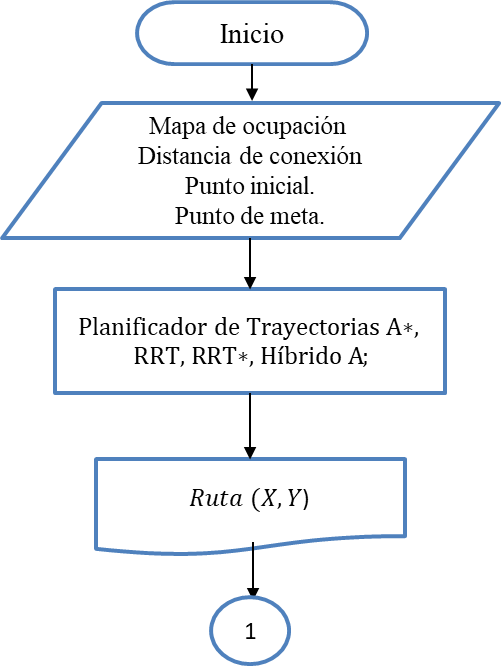 Inicio
Mapa de ocupación
Distancia de conexión
Punto inicial.
Punto de meta.
Planificador de Trayectorias A*,
RRT, RRT*, Híbrido A;
Ruta (X, Y)
1